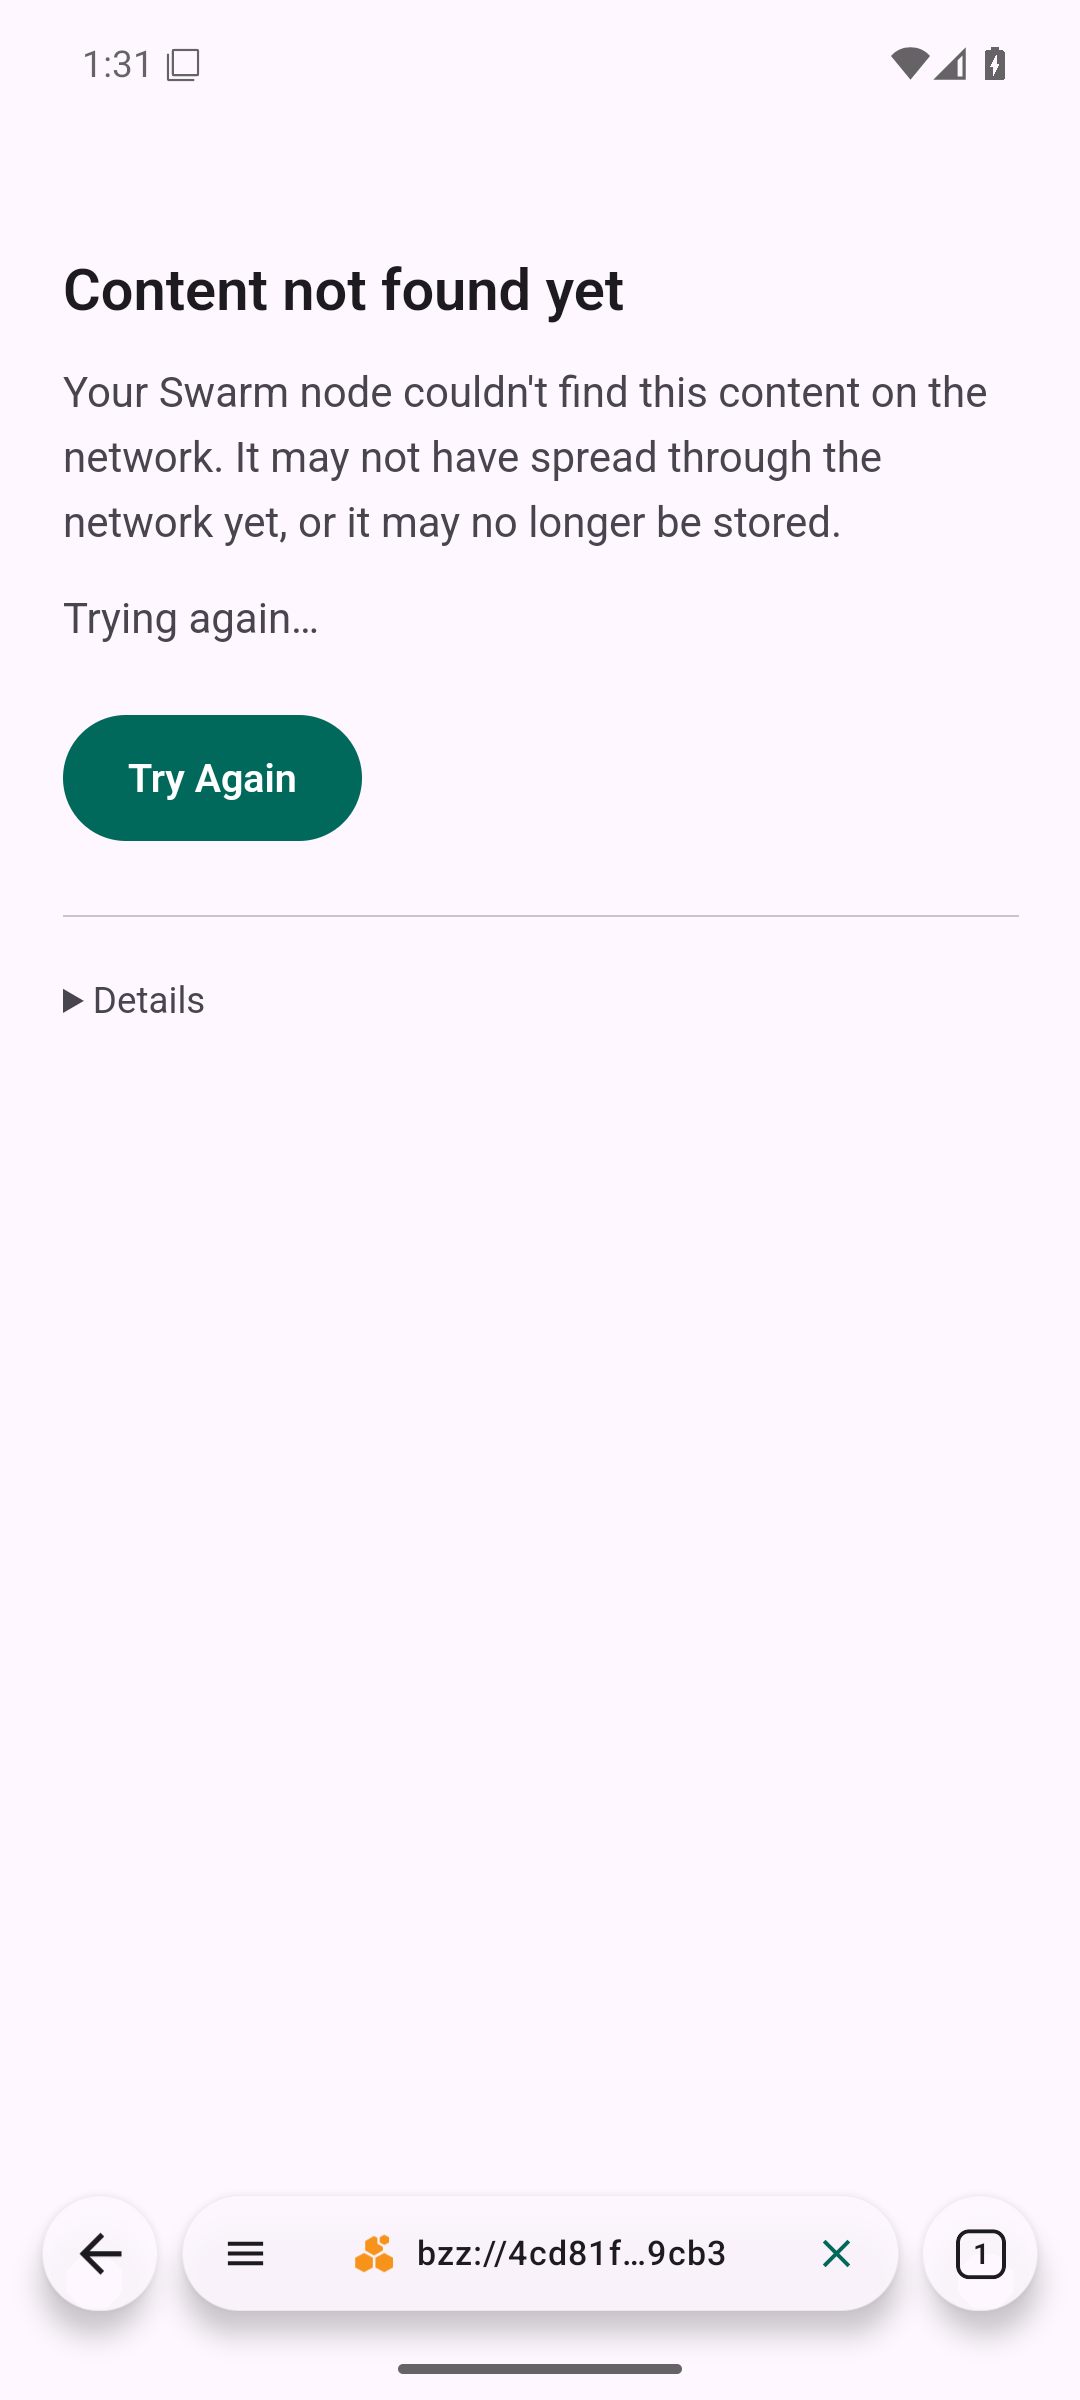 1:31
Content not found yet
Your Swarm node couldn't find this content on the
network. It may not have spread through the
network yet, or it may no longer be stored.
Trying again…
Try Again
Details
bzz://4cd81f…9cb3
1